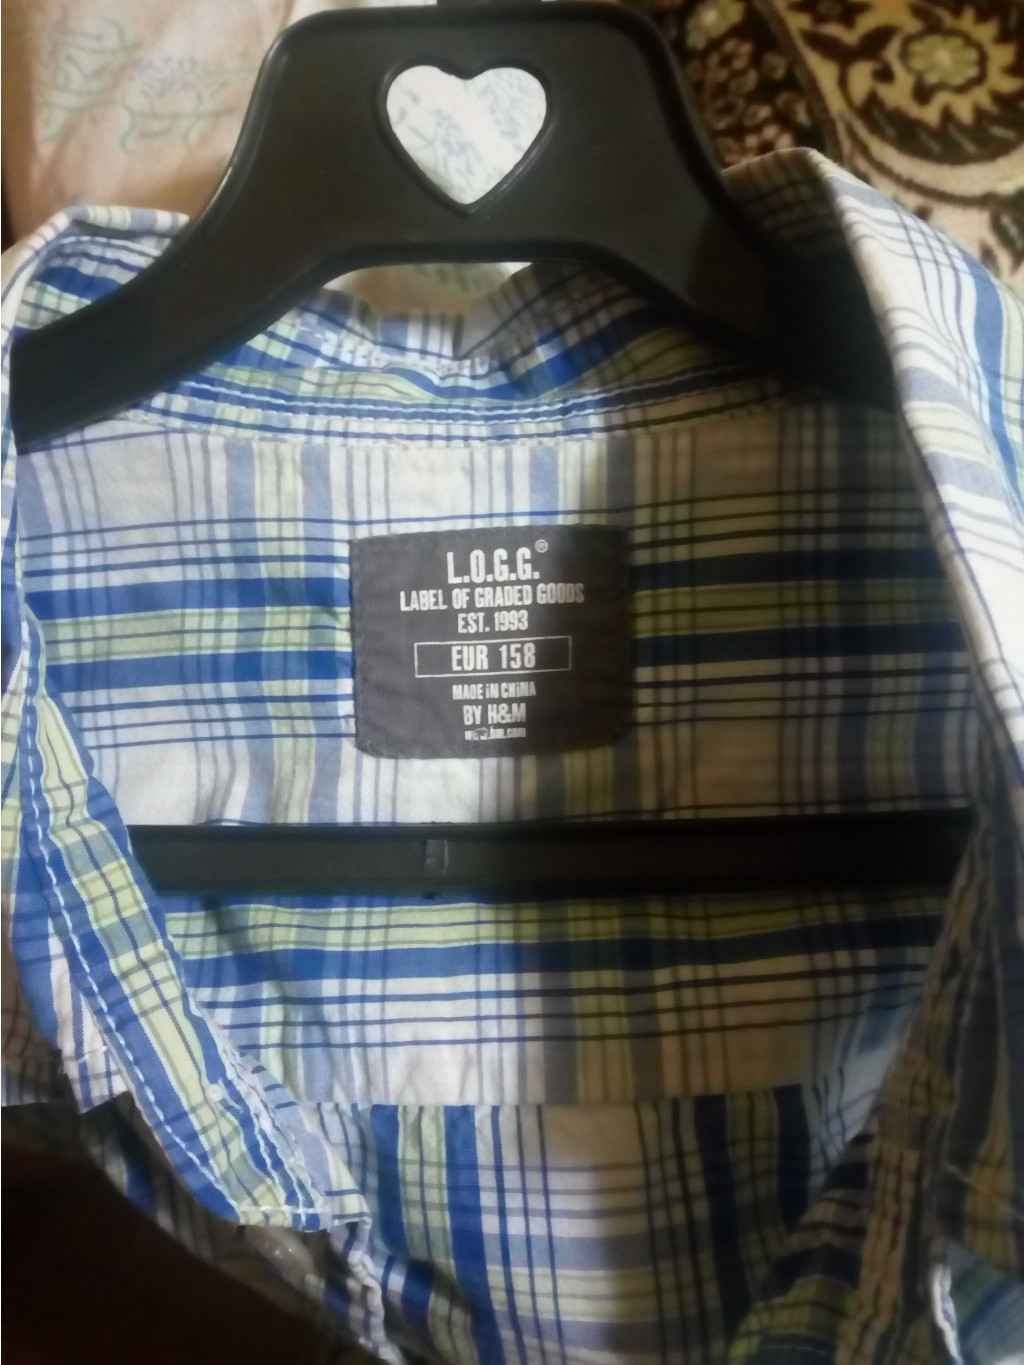 L.O.G.G.®
LABEL OF GRADED GOODS
EST. 1993
EUR 158
MADE IN CHINA
BY H&M